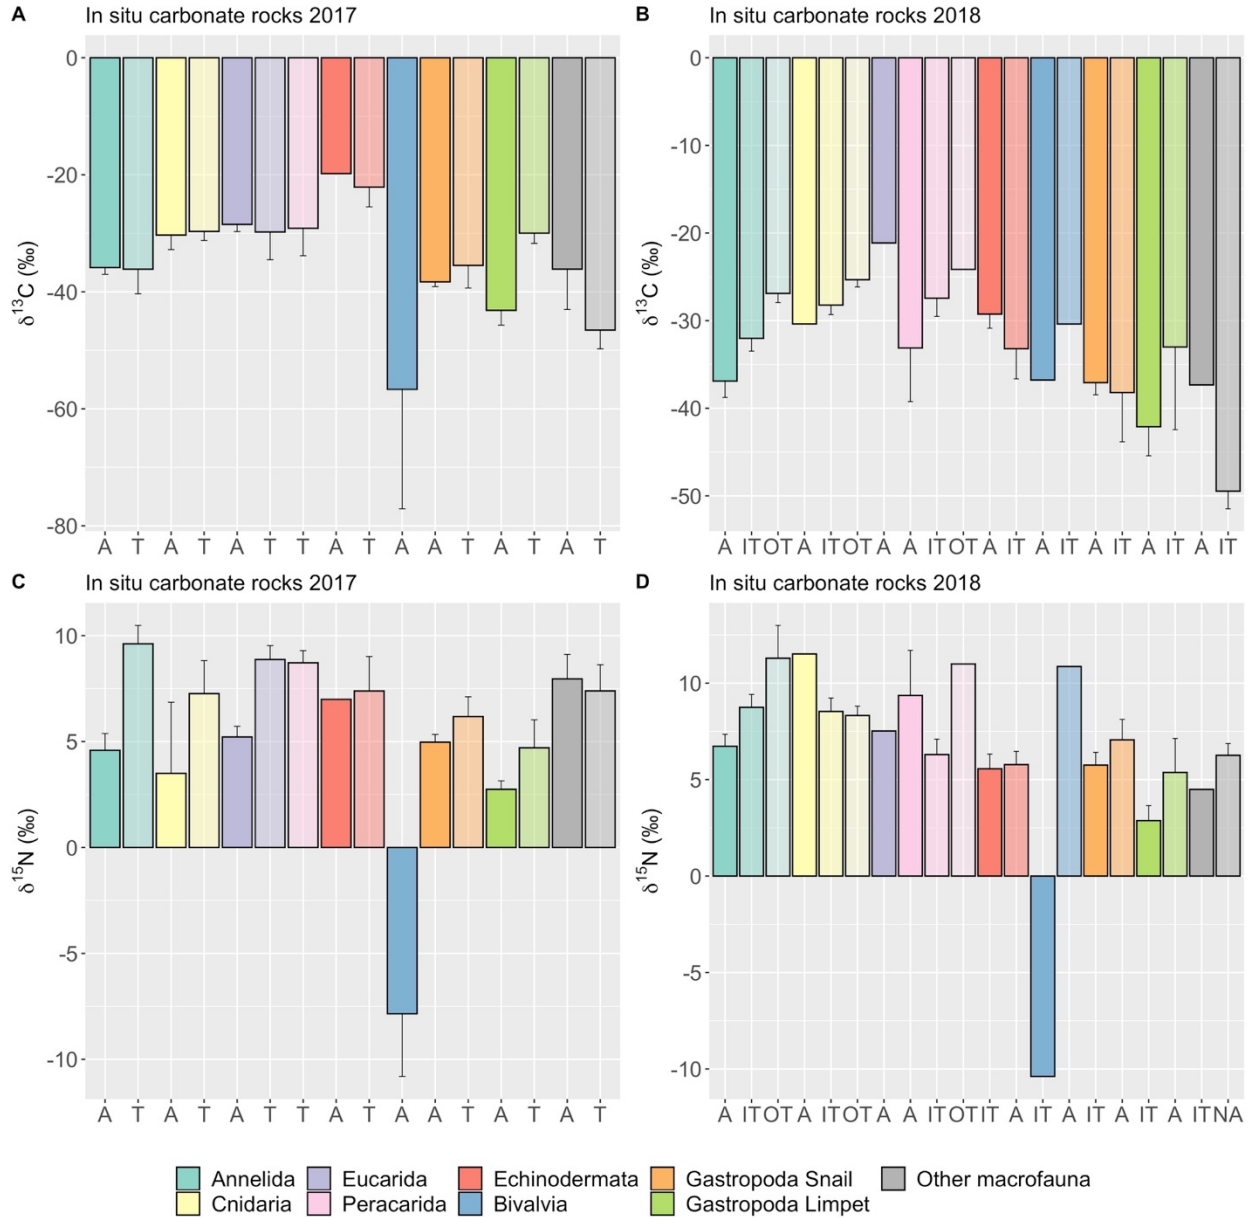 A In situ carbonate rocks 2017
0
-20
-40
-60
-80
δ13C (‰)
A T A T A T T A T A A T A T A T
B In situ carbonate rocks 2018
0
-10
-20
-30
-40
-50
δ13C (‰)
A IT OT A IT OT A A IT OT A IT A IT A IT A IT A IT
C In situ carbonate rocks 2017
10
5
0
-5
-10
δ15N (‰)
A T A T A T T A T A A T A T A T
D In situ carbonate rocks 2018
10
5
0
-5
-10
δ15N (‰)
A IT OT A IT OT A A IT OT IT A IT A IT A IT A IT NA
Annelida Eucarida Echinodermata Gastropoda Snail Other macrofauna
Cnidaria Peracarida Bivalvia Gastropoda Limpet